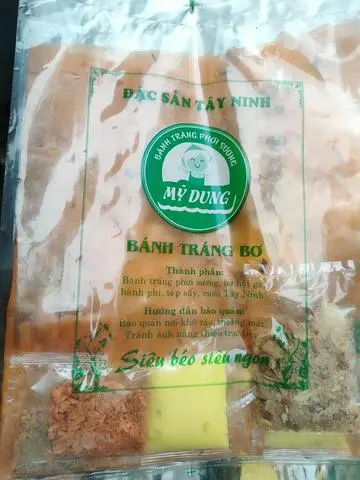 ĐẶC SẢN TÂY NINH
BÁNH TRÁNG PHƠI SƯƠNG
MỸ DUNG
BÁNH TRÁNG BƠ
Thành phần:
Bánh tráng phơi sương, bơ hột gà
hành phi, tép sấy, muối Tây Ninh
Hướng dẫn bảo quản:
Bảo quản nơi khô ráo, thoáng mát
Tránh ánh nắng chiếu trực tiếp
Siêu béo siêu ngon